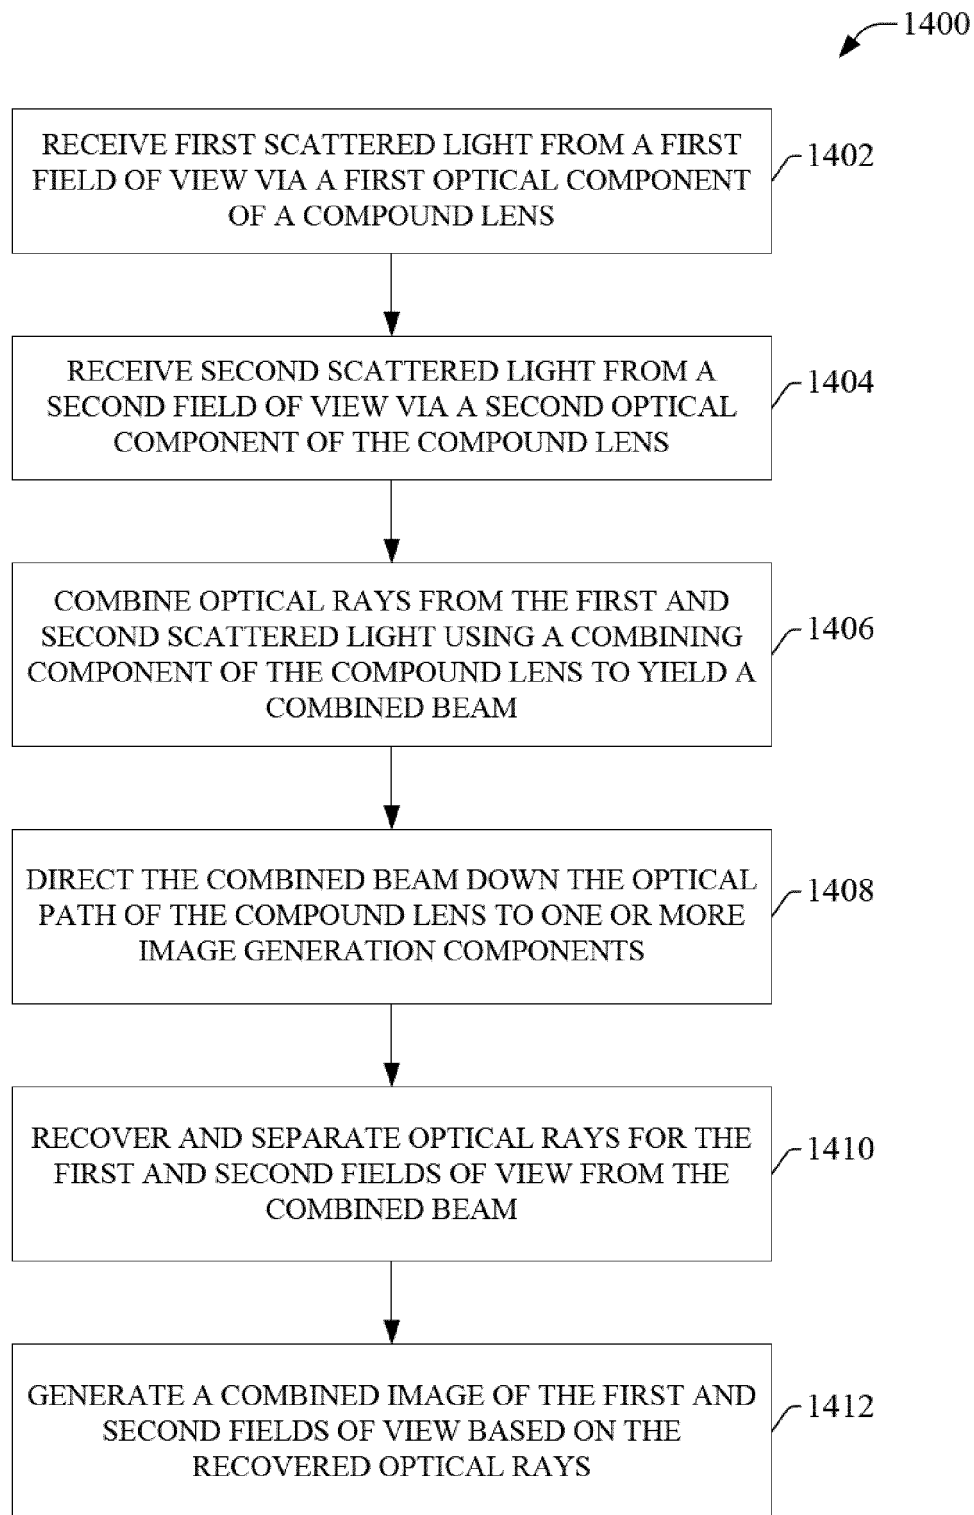 1400
RECEIVE FIRST SCATTERED LIGHT FROM A FIRST
FIELD OF VIEW VIA A FIRST OPTICAL COMPONENT
OF A COMPOUND LENS
1402
RECEIVE SECOND SCATTERED LIGHT FROM A
SECOND FIELD OF VIEW VIA A SECOND OPTICAL
COMPONENT OF THE COMPOUND LENS
1404
COMBINE OPTICAL RAYS FROM THE FIRST AND
SECOND SCATTERED LIGHT USING A COMBINING
COMPONENT OF THE COMPOUND LENS TO YIELD A
COMBINED BEAM
1406
DIRECT THE COMBINED BEAM DOWN THE OPTICAL
PATH OF THE COMPOUND LENS TO ONE OR MORE
IMAGE GENERATION COMPONENTS
1408
RECOVER AND SEPARATE OPTICAL RAYS FOR THE
FIRST AND SECOND FIELDS OF VIEW FROM THE
COMBINED BEAM
1410
GENERATE A COMBINED IMAGE OF THE FIRST AND
SECOND FIELDS OF VIEW BASED ON THE
RECOVERED OPTICAL RAYS
1412